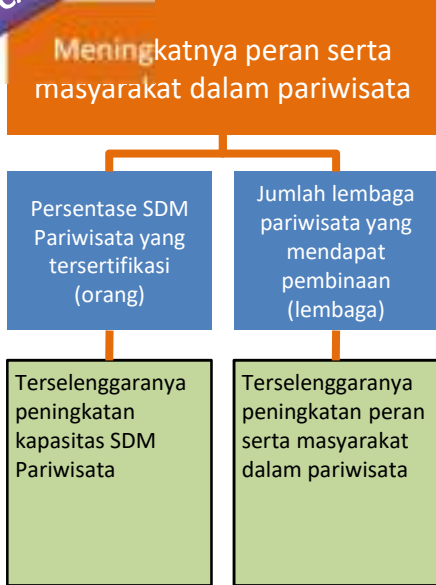 Meningkatnya peran serta
masyarakat dalam pariwisata
Persentase SDM
Pariwisata yang
tersertifikasi
(orang)
Jumlah lembaga
pariwisata yang
mendapat
pembinaan
(lembaga)
Terselenggaranya
peningkatan
kapasitas SDM
Pariwisata
Terselenggaranya
peningkatan peran
serta masyarakat
dalam pariwisata